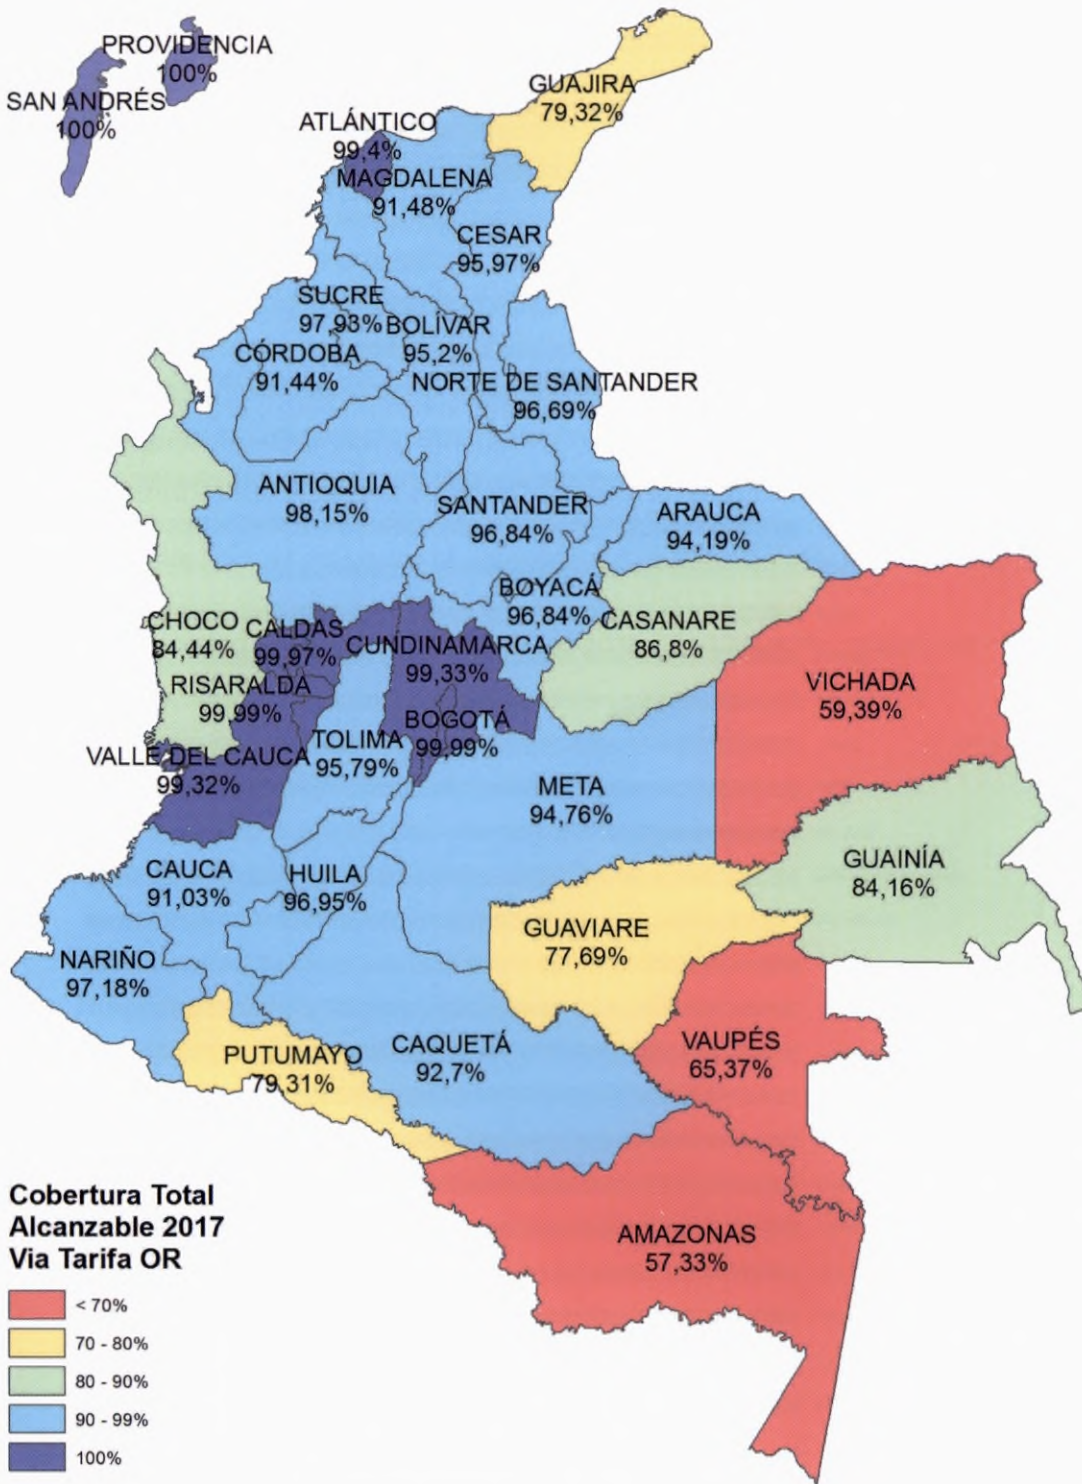 PROVIDENCIA
100%
SAN ANDRÉS
100%
GUAJIRA
79,32%
ATLÁNTICO
99,4%
MAGDALENA
91,48%
CESAR
95,97%
SUCRE
97,93%
BOLÍVAR
95,2%
CÓRDOBA
91,44%
NORTE DE SANTANDER
96,69%
ANTIOQUIA
98,15%
SANTANDER
96,84%
ARAUCA
94,19%
BOYACÁ
96,84%
CASANARE
86,8%
CHOCO
84,44%
CALDAS
99,97%
CUNDINAMARCA
99,33%
RISARALDA
99,99%
VICHADA
59,39%
BOGOTÁ
99,99%
TOLIMA
95,79%
VALLE DEL CAUCA
99,32%
META
94,76%
GUAINÍA
84,16%
CAUCA
91,03%
HUILA
96,95%
GUAVIARE
77,69%
NARIÑO
97,18%
VAUPÉS
65,37%
CAQUETÁ
92,7%
PUTUMAYO
79,31%
AMAZONAS
57,33%
Cobertura Total
Alcanzable 2017
Via Tarifa OR
< 70%
70 - 80%
80 - 90%
90 - 99%
100%